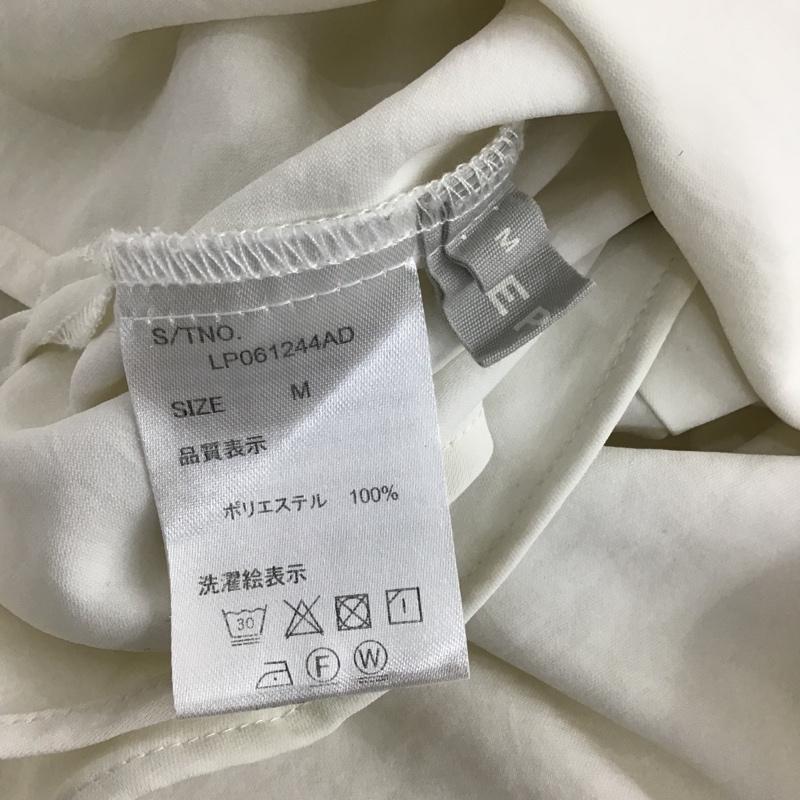 S/TNO.
LP061244AD
SIZE M
品質表示
ポリエステル 100%
洗濯絵表示
30
F W
M
E